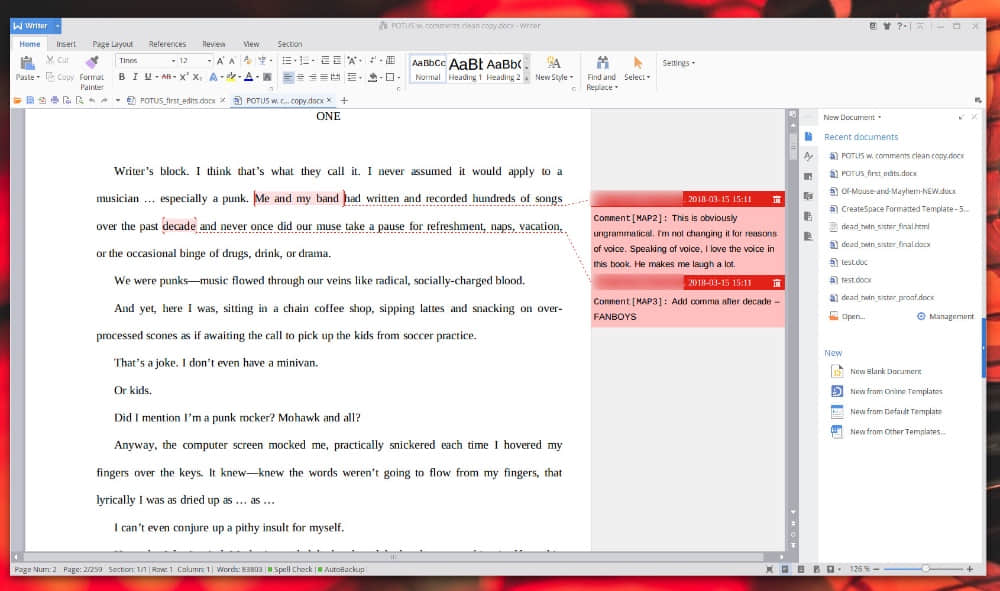 Writer
POTUS w. comments clean copy.docx - Writer
Home Insert Page Layout References Review View Section
Paste Cut Copy Format Painter
Tinos 12
B I U AB X² X₂ A A
AaBbCc AaBb AaBb(
Normal Heading 1 Heading 2 New Style Find and Replace Select Settings
POTUS_first_edits.docx × POTUS w. c... copy.docx × +
ONE
Writer’s block. I think that’s what they call it. I never assumed it would apply to a
musician … especially a punk. Me and my band had written and recorded hundreds of songs
over the past decade and never once did our muse take a pause for refreshment, naps, vacation,
or the occasional binge of drugs, drink, or drama.
We were punks—music flowed through our veins like radical, socially-charged blood.
And yet, here I was, sitting in a chain coffee shop, sipping lattes and snacking on over-
processed scones as if awaiting the call to pick up the kids from soccer practice.
That’s a joke. I don’t even have a minivan.
Or kids.
Did I mention I’m a punk rocker? Mohawk and all?
Anyway, the computer screen mocked me, practically snickered each time I hovered my
fingers over the keys. It knew—knew the words weren’t going to flow from my fingers, that
lyrically I was as dried up as … as …
I can’t even conjure up a pithy insult for myself.
2018-03-15 15:11
Comment[MAP2]: This is obviously
ungrammatical. I'm not changing it for reasons
of voice. Speaking of voice, I love the voice in
this book. He makes me laugh a lot.
2018-03-15 15:11
Comment[MAP3]: Add comma after decade –
FANBOYS
New Document
Recent documents
POTUS w. comments clean copy.docx
POTUS_first_edits.docx
Of-Mouse-and-Mayhem-NEW.docx
CreateSpace Formatted Template - 5...
dead_twin_sister_final.html
dead_twin_sister_final.docx
test.doc
test.docx
dead_twin_sister_proof.docx
Open... Management
New
New Blank Document
New from Online Templates
New from Default Template
New from Other Templates...
Page Num: 2 Page: 2/259 Section: 1/1 Row: 1 Column: 1 Words: 83803 Spell Check AutoBackup 126 %